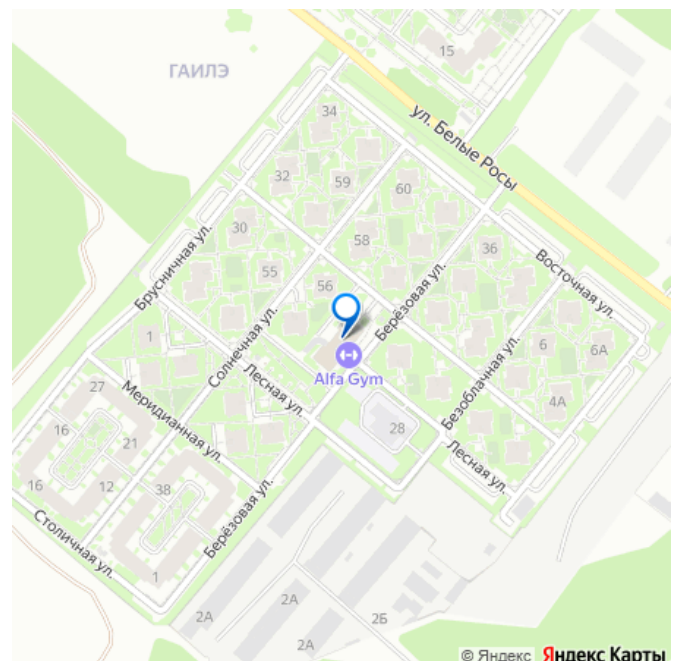 15
ГАИЛЭ
34
ул. Белые Росы
32
59
60
30
58
36
Брусничная ул.
55
56
Берёзовая ул.
Восточная ул.
1
Солнечная ул.
Alfa Gym
6
6А
Безоблачная ул.
4А
27
Меридианная ул.
Лесная ул.
28
16
21
Лесная ул.
16
12
38
Берёзовая ул.
Столичная ул.
1
2А
2А
2Б
2А
© Яндекс Яндекс Карты